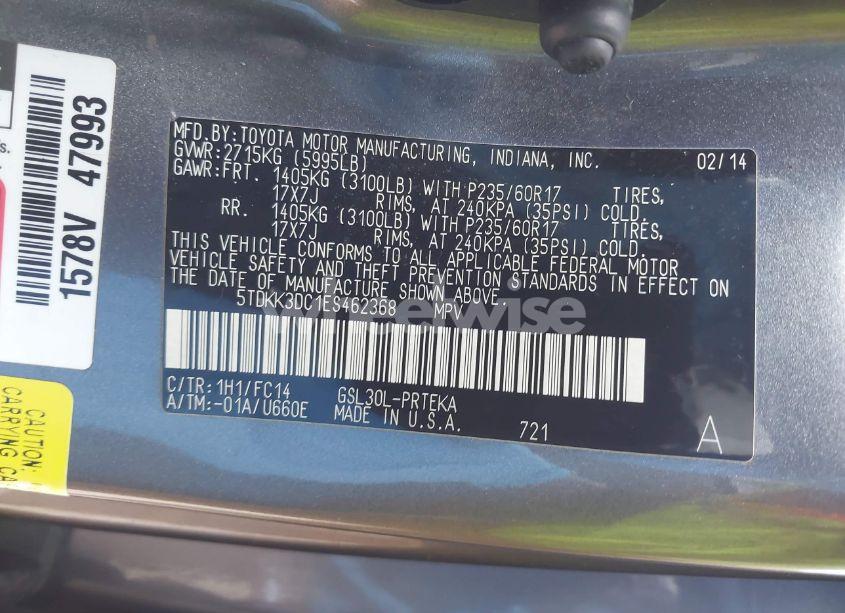 MFD.BY:TOYOTA MOTOR MANUFACTURING, INDIANA, INC. 02/14
GVWR:2715KG (5995LB)
GAWR:FRT. 1405KG (3100LB) WITH P235/60R17 TIRES,
17X7J RIMS, AT 240KPA (35PSI) COLD.
RR. 1405KG (3100LB) WITH P235/60R17 TIRES,
17X7J RIMS, AT 240KPA (35PSI) COLD.
THIS VEHICLE CONFORMS TO ALL APPLICABLE FEDERAL MOTOR
VEHICLE SAFETY AND THEFT PREVENTION STANDARDS IN EFFECT ON
THE DATE OF MANUFACTURE SHOWN ABOVE.
5TDKK3DC1ES462368 MPV
wheelwise
C/TR:1H1/FC14 GSL30L-PRTEKA
A/TM:-01A/U660E MADE IN U.S.A. 721 A
1578V 47993
CAUTION:
CARRYING